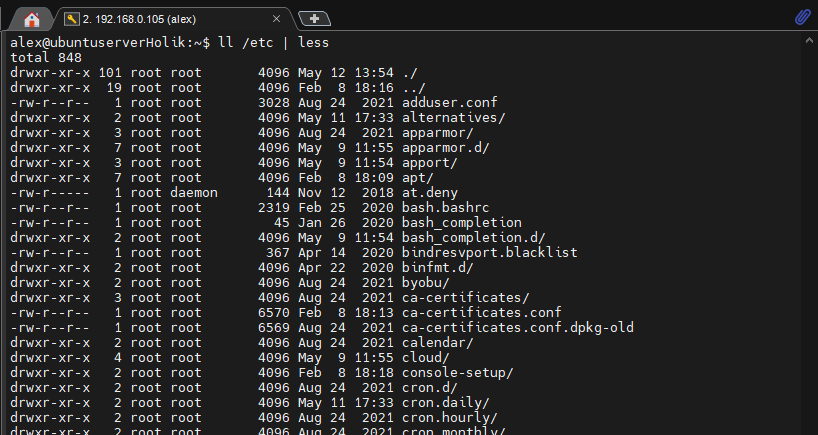 2. 192.168.0.105 (alex)
alex@ubuntuserverHolik:~$ ll /etc | less
total 848
drwxr-xr-x 101 root root       4096 May 12 13:54 ./
drwxr-xr-x  19 root root       4096 Feb  8 18:16 ../
-rw-r--r--   1 root root       3028 Aug 24  2021 adduser.conf
drwxr-xr-x   2 root root       4096 May 11 17:33 alternatives/
drwxr-xr-x   3 root root       4096 Aug 24  2021 apparmor/
drwxr-xr-x   7 root root       4096 May  9 11:55 apparmor.d/
drwxr-xr-x   3 root root       4096 May  9 11:54 apport/
drwxr-xr-x   7 root root       4096 Feb  8 18:09 apt/
-rw-r-----   1 root daemon      144 Nov 12  2018 at.deny
-rw-r--r--   1 root root       2319 Feb 25  2020 bash.bashrc
-rw-r--r--   1 root root         45 Jan 26  2020 bash_completion
drwxr-xr-x   2 root root       4096 May  9 11:54 bash_completion.d/
-rw-r--r--   1 root root        367 Apr 14  2020 bindresvport.blacklist
drwxr-xr-x   2 root root       4096 Apr 22  2020 binfmt.d/
drwxr-xr-x   2 root root       4096 Aug 24  2021 byobu/
drwxr-xr-x   3 root root       4096 Aug 24  2021 ca-certificates/
-rw-r--r--   1 root root       6570 Feb  8 18:13 ca-certificates.conf
-rw-r--r--   1 root root       6569 Aug 24  2021 ca-certificates.conf.dpkg-old
drwxr-xr-x   2 root root       4096 Aug 24  2021 calendar/
drwxr-xr-x   4 root root       4096 May  9 11:55 cloud/
drwxr-xr-x   2 root root       4096 Feb  8 18:18 console-setup/
drwxr-xr-x   2 root root       4096 Aug 24  2021 cron.d/
drwxr-xr-x   2 root root       4096 May 11 17:33 cron.daily/
drwxr-xr-x   2 root root       4096 Aug 24  2021 cron.hourly/
drwxr-xr-x   2 root root       4096 Aug 24  2021 cron.monthly/